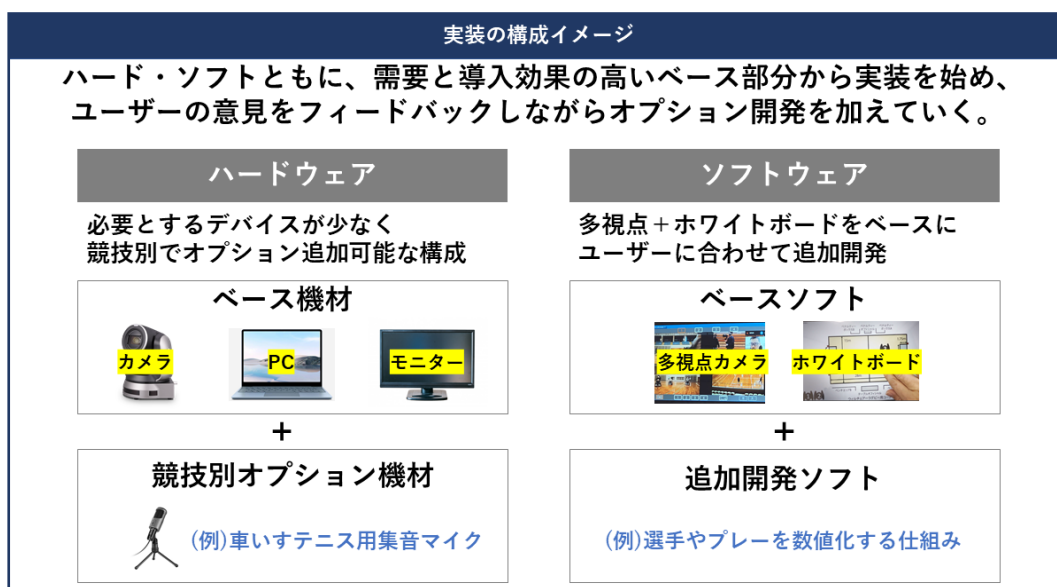 実装の構成イメージ
ハード・ソフトともに、需要と導入効果の高いベース部分から実装を始め、
ユーザーの意見をフィードバックしながらオプション開発を加えていく。
ハードウェア
必要とするデバイスが少なく
競技別でオプション追加可能な構成
ベース機材
カメラ
PC
モニター
+
競技別オプション機材
(例)車いすテニス用集音マイク
ソフトウェア
多視点＋ホワイトボードをベースに
ユーザーに合わせて追加開発
ベースソフト
多視点カメラ
ホワイトボード
+
追加開発ソフト
(例)選手やプレーを数値化する仕組み